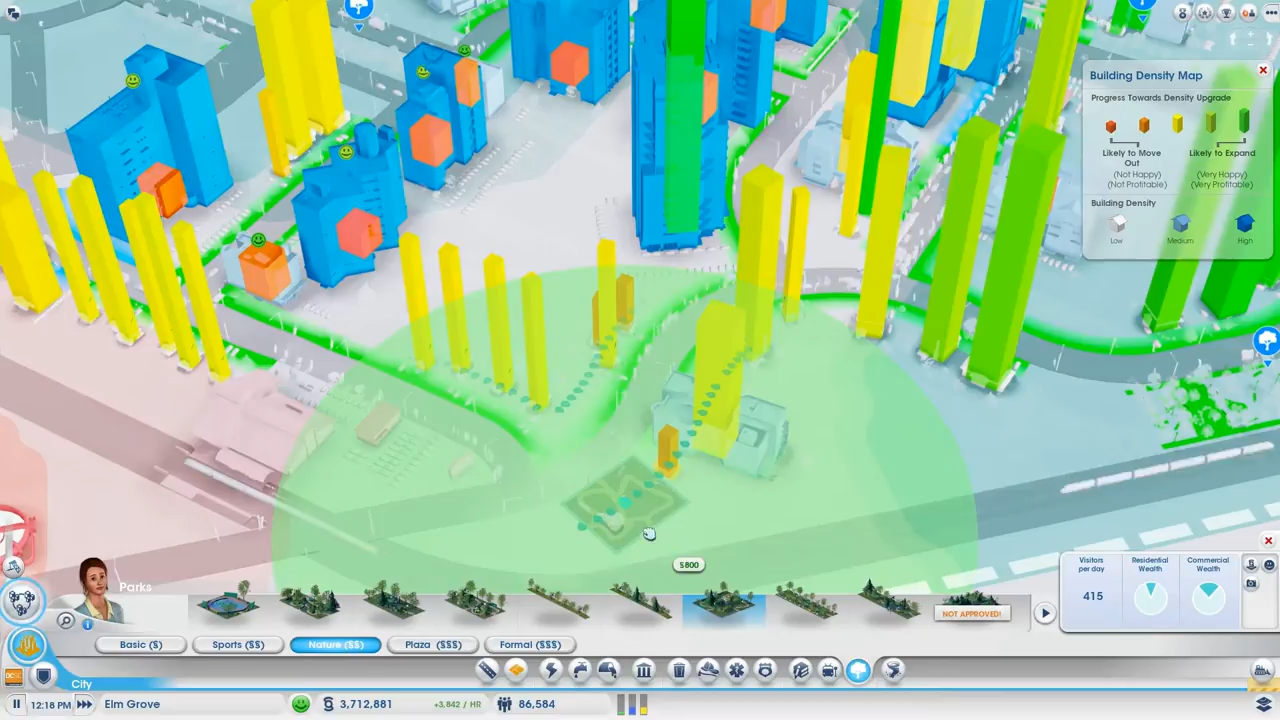 Building Density Map
Progress Towards Density Upgrade
Likely to Move Out
Likely to Expand
(Not Happy)
(Not Profitable)
(Very Happy)
(Very Profitable)
Building Density
Low
Medium
High
$800
Parks
NOT APPROVED!
Visitors per day
Residential Wealth
Commercial Wealth
415
Basic ($)
Sports ($$)
Nature ($$)
Plaza ($$$)
Formal ($$$)
City
12:18 PM
Elm Grove
3,712,881
+3,842 / HR
86,584